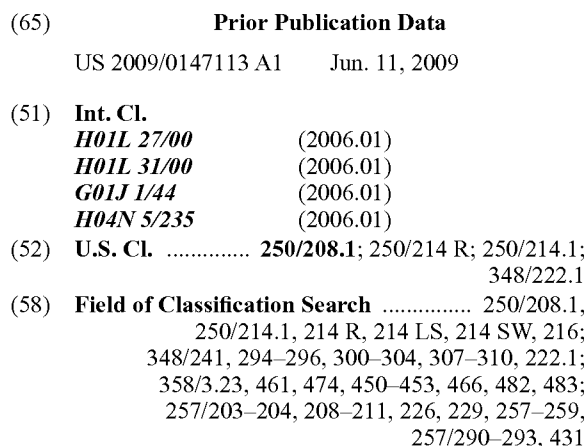 (65) Prior Publication Data
US 2009/0147113 A1 Jun. 11, 2009
(51) Int. Cl.
H01L 27/00 (2006.01)
H01L 31/00 (2006.01)
G01J 1/44 (2006.01)
H04N 5/235 (2006.01)
(52) U.S. Cl. .............. 250/208.1; 250/214 R; 250/214.1;
348/222.1
(58) Field of Classification Search ............... 250/208.1,
250/214.1, 214 R, 214 LS, 214 SW, 216;
348/241, 294–296, 300–304, 307–310, 222.1;
358/3.23, 461, 474, 450–453, 466, 482, 483;
257/203–204, 208–211, 226, 229, 257–259,
257/290–293, 431